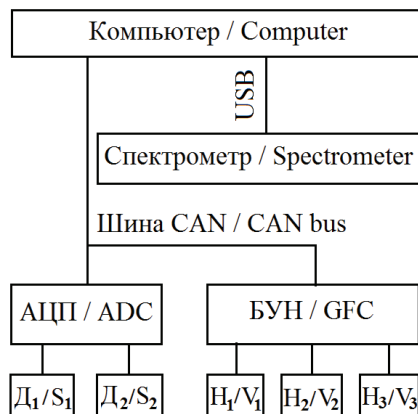 Компьютер / Computer
USB
Спектрометр / Spectrometer
Шина CAN / CAN bus
АЦП / ADC
БУН / GFC
Д₁/S₁
Д₂/S₂
Н₁/V₁
Н₂/V₂
Н₃/V₃